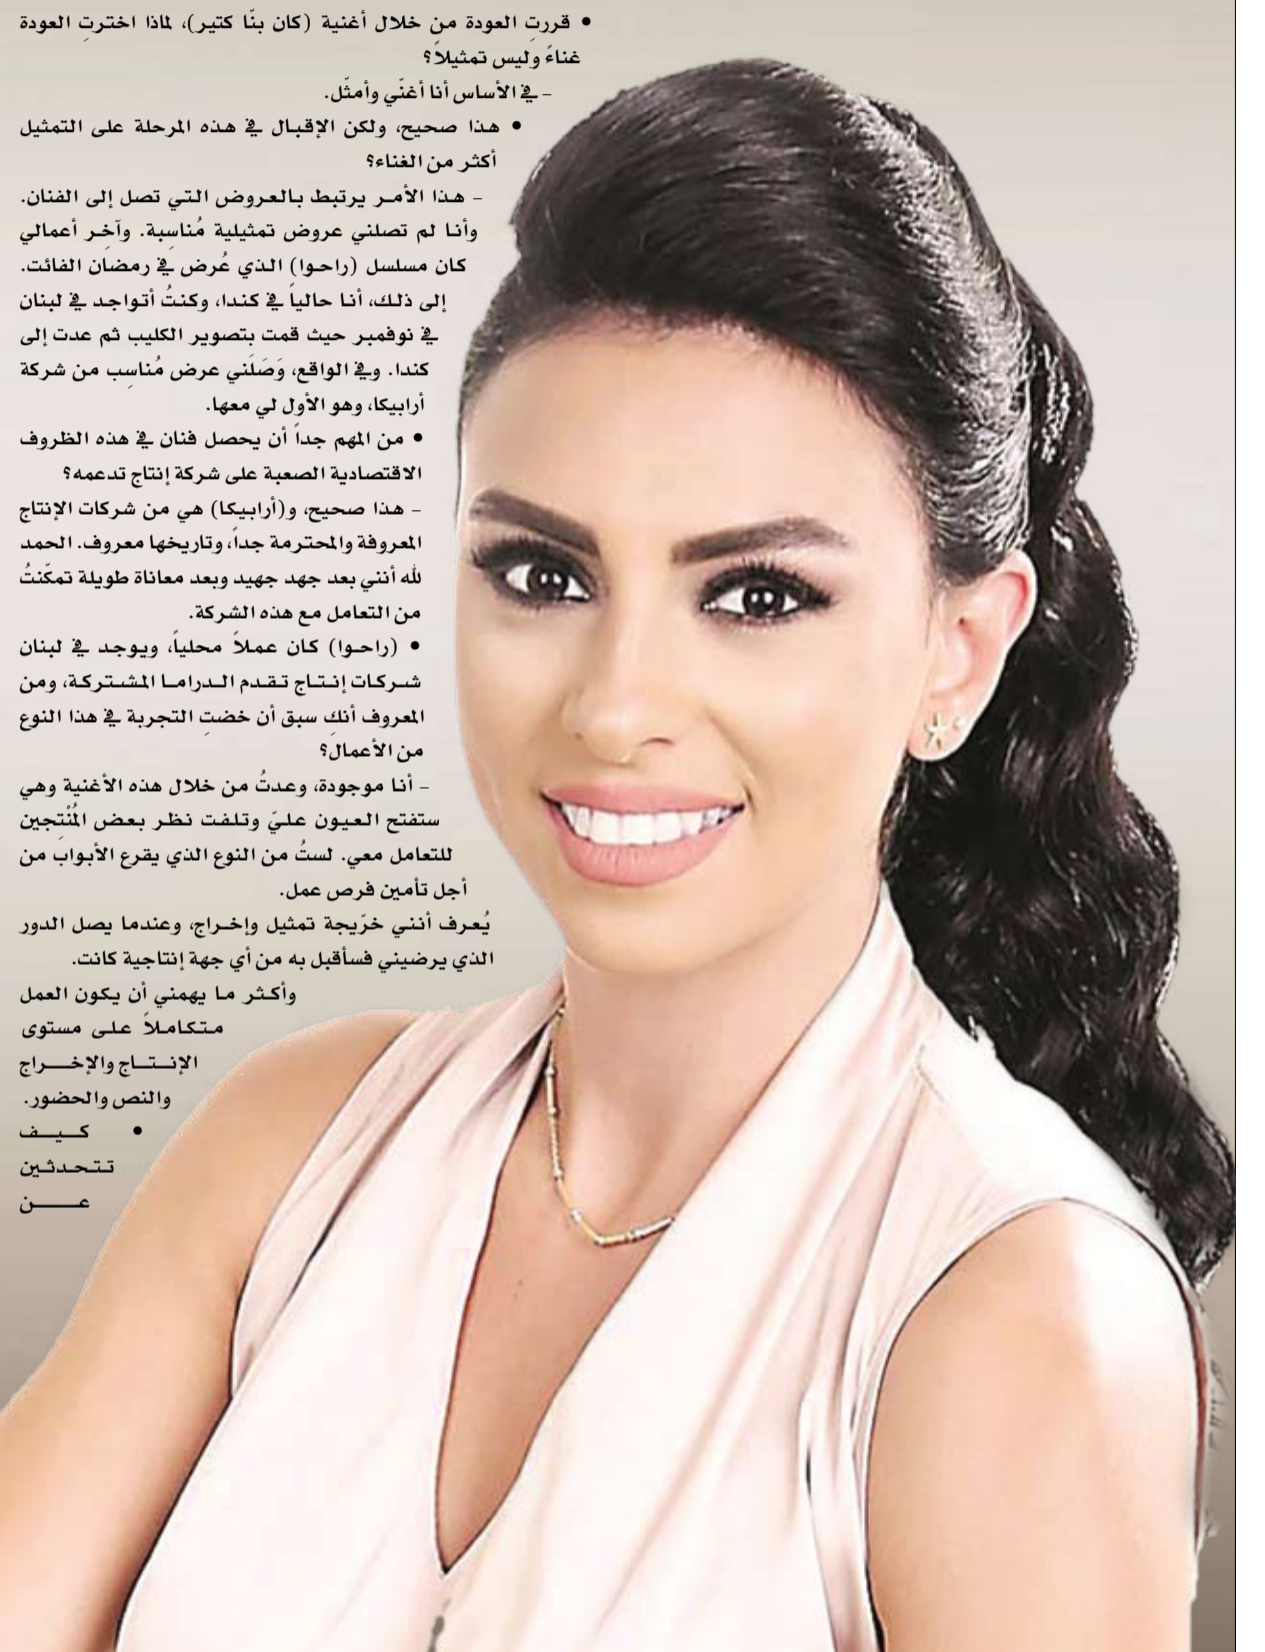 • قررتِ العودة من خلال أغنية (كان بنّا كتير)، لماذا اخترتِ العودة
غناءً وليس تمثيلاً؟
- في الأساس أنا أغنّي وأمثّل.
• هذا صحيح، ولكن الإقبال في هذه المرحلة على التمثيل
أكثر من الغناء؟
- هذا الأمر يرتبط بالعروض التي تصل إلى الفنان.
وأنا لم تصلني عروض تمثيلية مُناسِبة. وآخِر أعمالي
كان مسلسل (راحوا) الذي عُرض في رمضان الفائت.
إلى ذلك، أنا حالياً في كندا، وكنتُ أتواجد في لبنان
في نوفمبر حيث قمت بتصوير الكليب ثم عدت إلى
كندا. وفي الواقع، وَصَلَني عرض مُناسِب من شركة
أرابيكا، وهو الأول لي معها.
• من المهم جداً أن يحصل فنان في هذه الظروف
الاقتصادية الصعبة على شركة إنتاج تدعمه؟
- هذا صحيح، و(أرابيكا) هي من شركات الإنتاج
المعروفة والمحترمة جداً، وتاريخها معروف. الحمد
لله أنني بعد جهد جهيد وبعد معاناة طويلة تمكّنتُ
من التعامل مع هذه الشركة.
• (راحوا) كان عملاً محلياً، ويوجد في لبنان
شركات إنتاج تقدم الدراما المشتركة، ومن
المعروف أنكِ سبق أن خضتِ التجربة في هذا النوع
من الأعمال؟
- أنا موجودة، وعدتُ من خلال هذه الأغنية وهي
ستفتح العيون عليّ وتلفت نظر بعض المُنْتِجين
للتعامل معي. لستُ من النوع الذي يقرع الأبوابَ من
أجل تأمين فرص عمل.
يُعرف أنني خرّيجة تمثيل وإخراج، وعندما يصل الدور
الذي يرضيني فسأقبل به من أي جهة إنتاجية كانت.
وأكثر ما يهمني أن يكون العمل
متكاملاً على مستوى
الإنتاج والإخراج
والنص والحضور.
• كيف
تتحدثين
عن